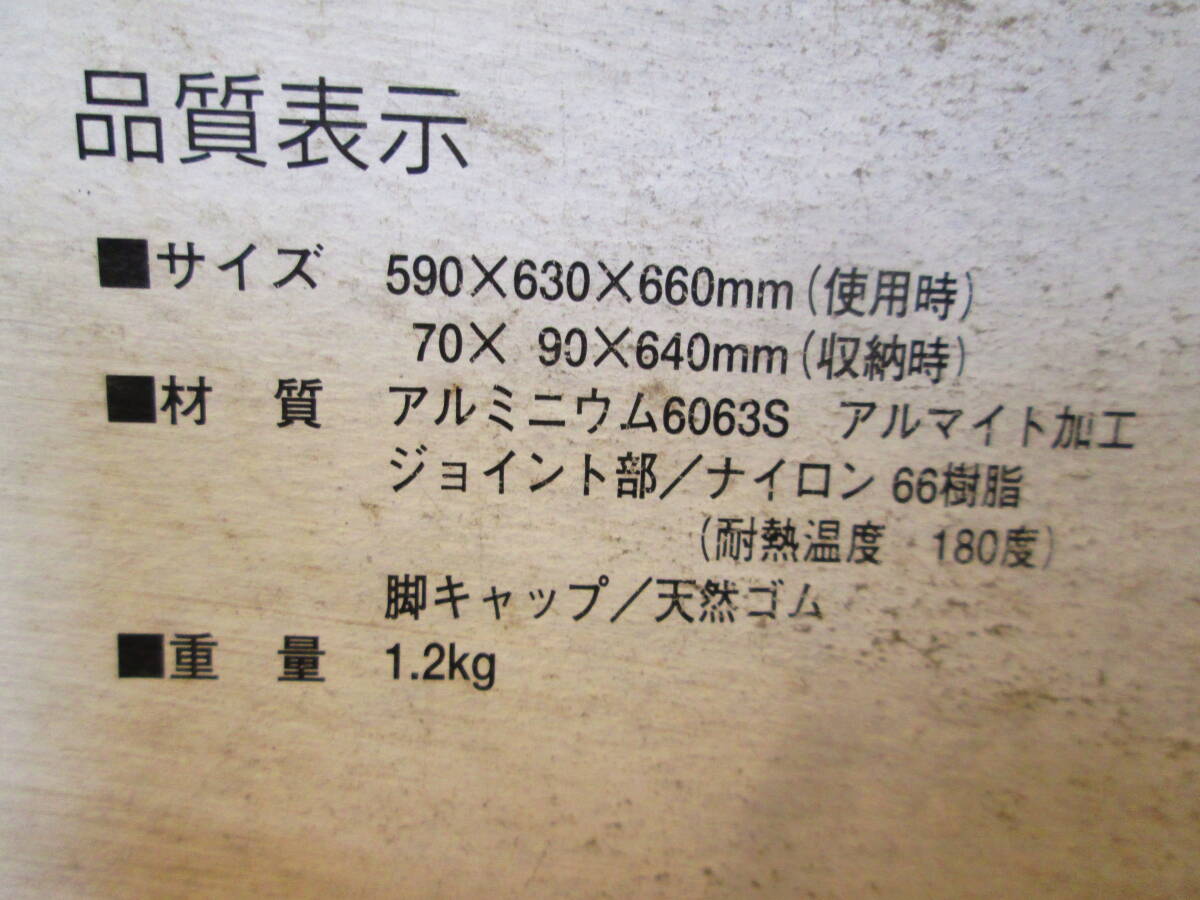 品質表示
■サイズ 590×630×660mm(使用時)
70× 90×640mm(収納時)
■材 質 アルミニウム6063S アルマイト加工
ジョイント部/ナイロン 66樹脂
(耐熱温度 180度)
脚キャップ/天然ゴム
■重 量 1.2kg